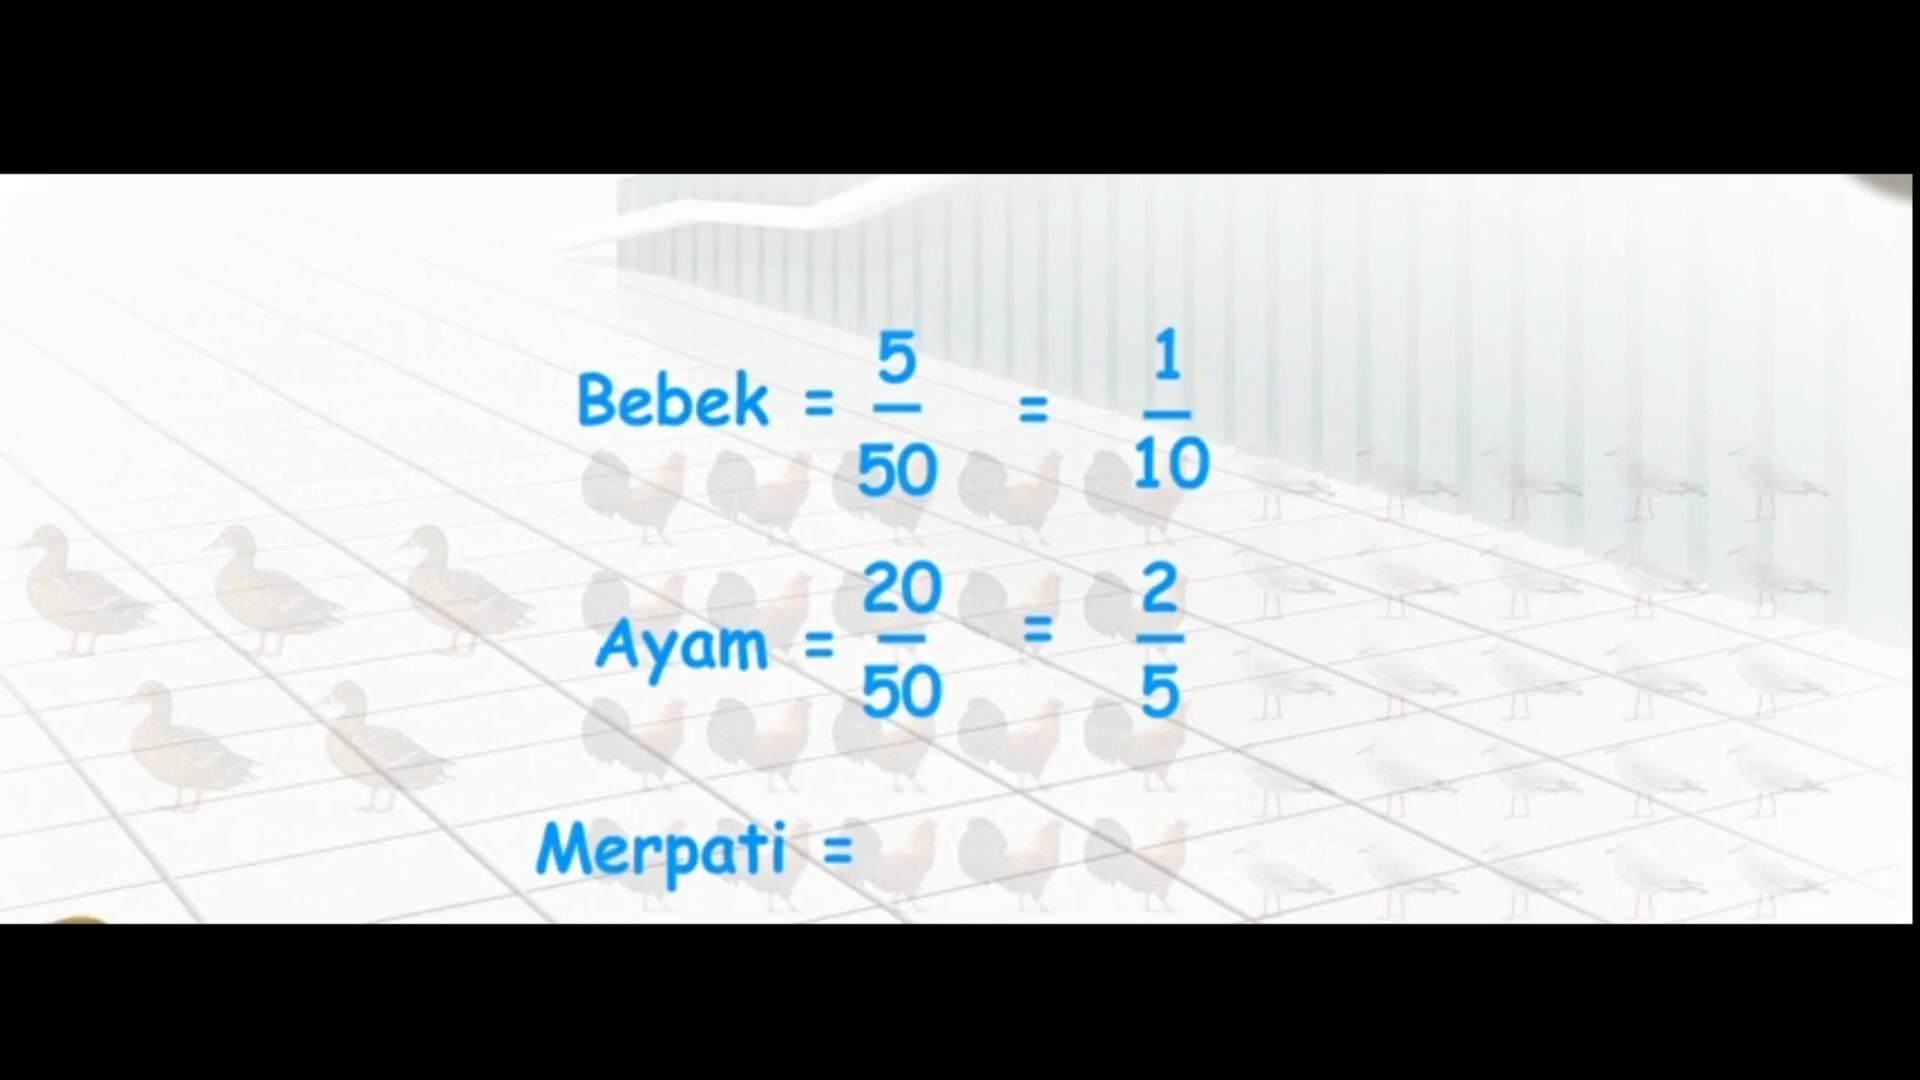 Bebek = 5/50 = 1/10
Ayam = 20/50 = 2/5
Merpati =